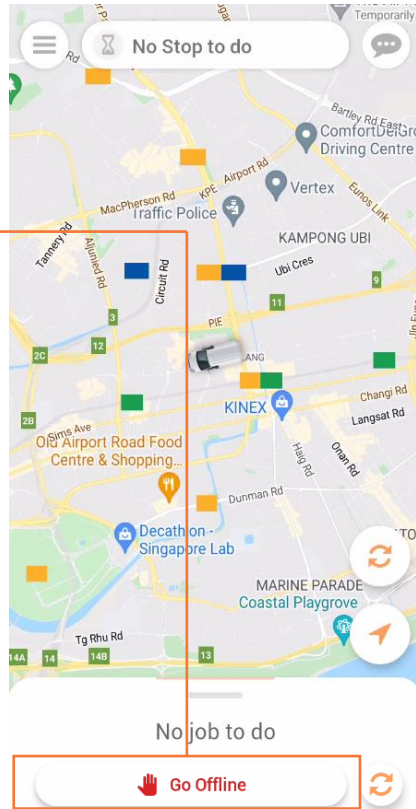 Temporarily
No Stop to do
Rd
Bartley Rd East
ComfortDelGro
Driving Centre
Airport Rd
KPE
Vertex
Eunos Link
MacPherson Rd
Traffic Police
Tannery Rd
Aljunied Rd
KAMPONG UBI
Circuit Rd
Ubi Cres
9
11
3
PIE
12
2C
ANG
Changi Rd
KINEX
Langsat Rd
2B
Sims Ave
Old Airport Road Food
Centre & Shopping...
Haig Rd
Onan Rd
Dunman Rd
Decathlon -
Singapore Lab
MARINE PARADE
Coastal Playgrove
Tg Rhu Rd
14A
14
14B
13
No job to do
Go Offline